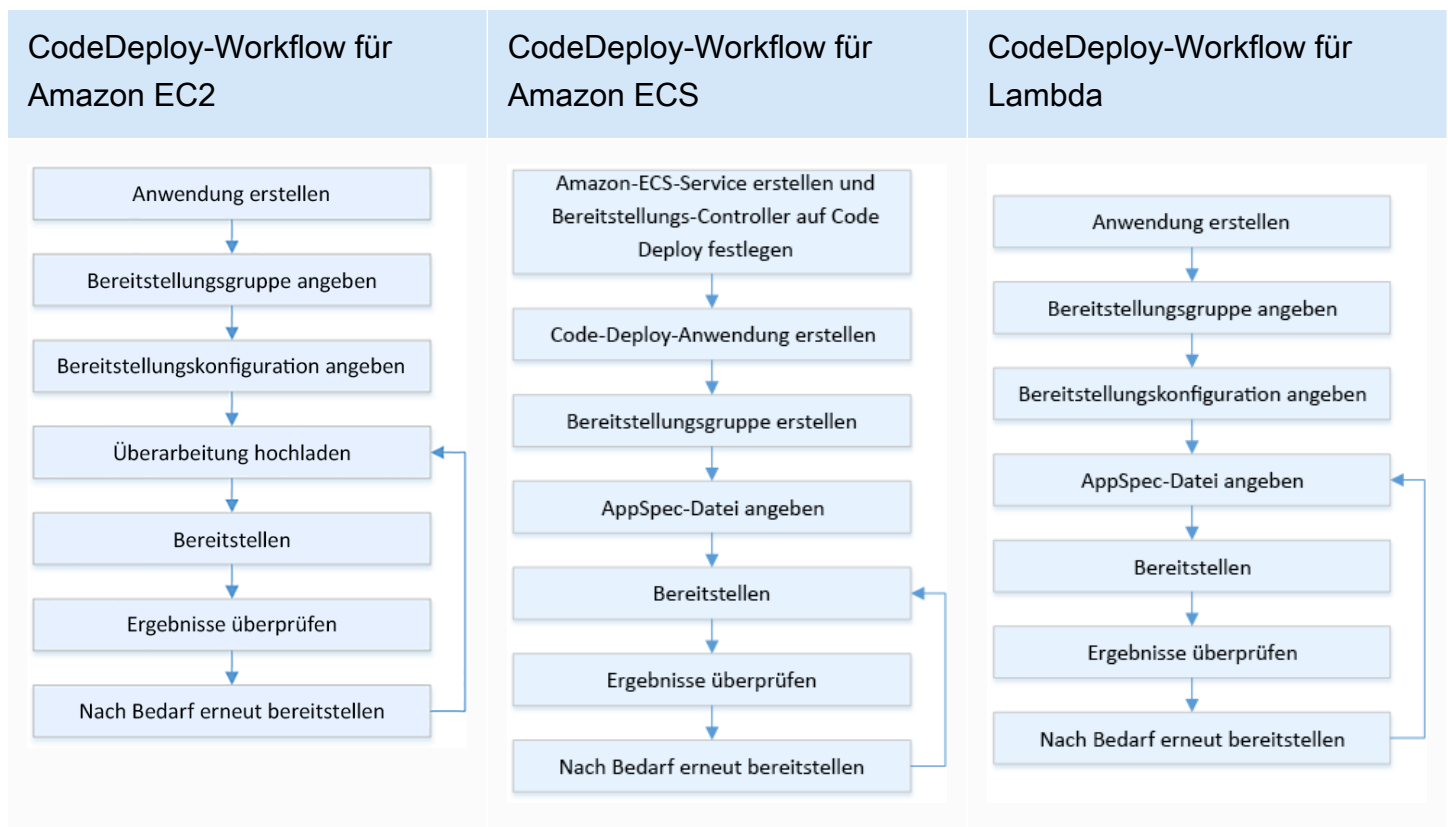 CodeDeploy-Workflow für
Amazon EC2
Anwendung erstellen
Bereitstellungsgruppe angeben
Bereitstellungskonfiguration angeben
Überarbeitung hochladen
Bereitstellen
Ergebnisse überprüfen
Nach Bedarf erneut bereitstellen
CodeDeploy-Workflow für
Amazon ECS
Amazon-ECS-Service erstellen und
Bereitstellungs-Controller auf Code
Deploy festlegen
Code-Deploy-Anwendung erstellen
Bereitstellungsgruppe erstellen
AppSpec-Datei angeben
Bereitstellen
Ergebnisse überprüfen
Nach Bedarf erneut bereitstellen
CodeDeploy-Workflow für
Lambda
Anwendung erstellen
Bereitstellungsgruppe angeben
Bereitstellungskonfiguration angeben
AppSpec-Datei angeben
Bereitstellen
Ergebnisse überprüfen
Nach Bedarf erneut bereitstellen